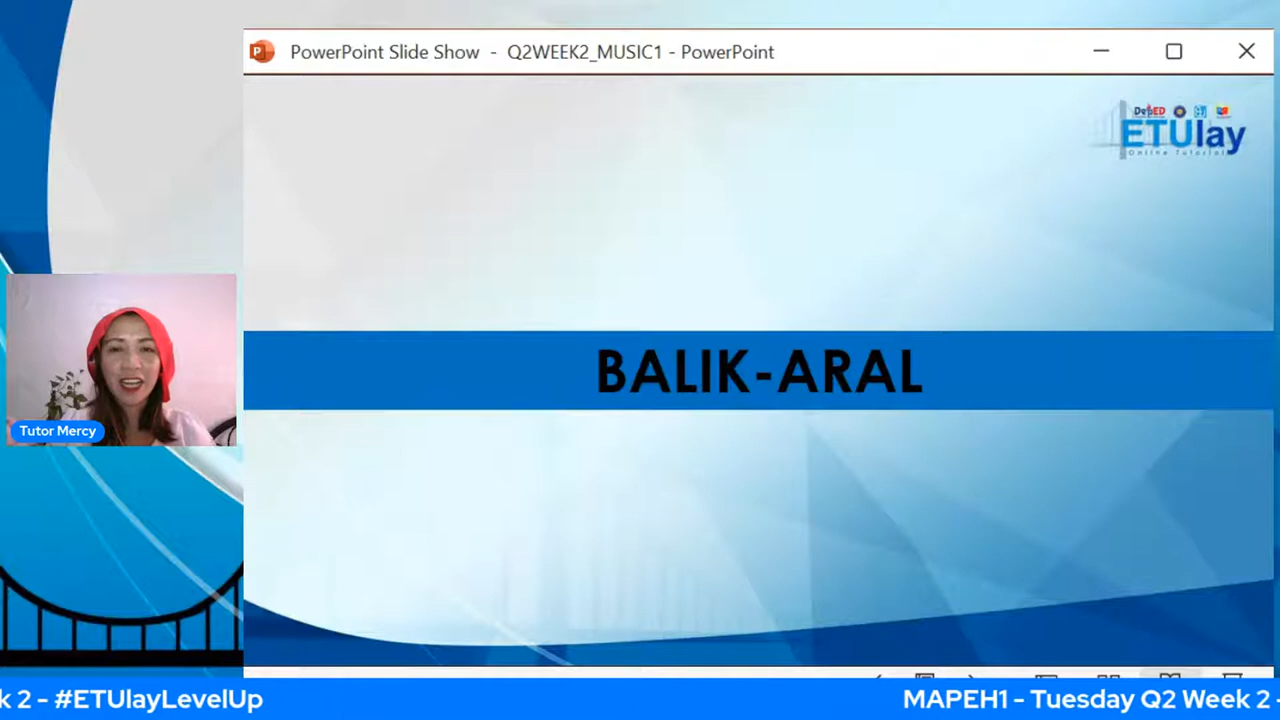 PowerPoint Slide Show - Q2WEEK2_MUSIC1 - PowerPoint
DepED
ETUlay
Online Tutorial
BALIK-ARAL
Tutor Mercy
k 2 - #ETUlayLevelUp
MAPEH1 - Tuesday Q2 Week 2 -